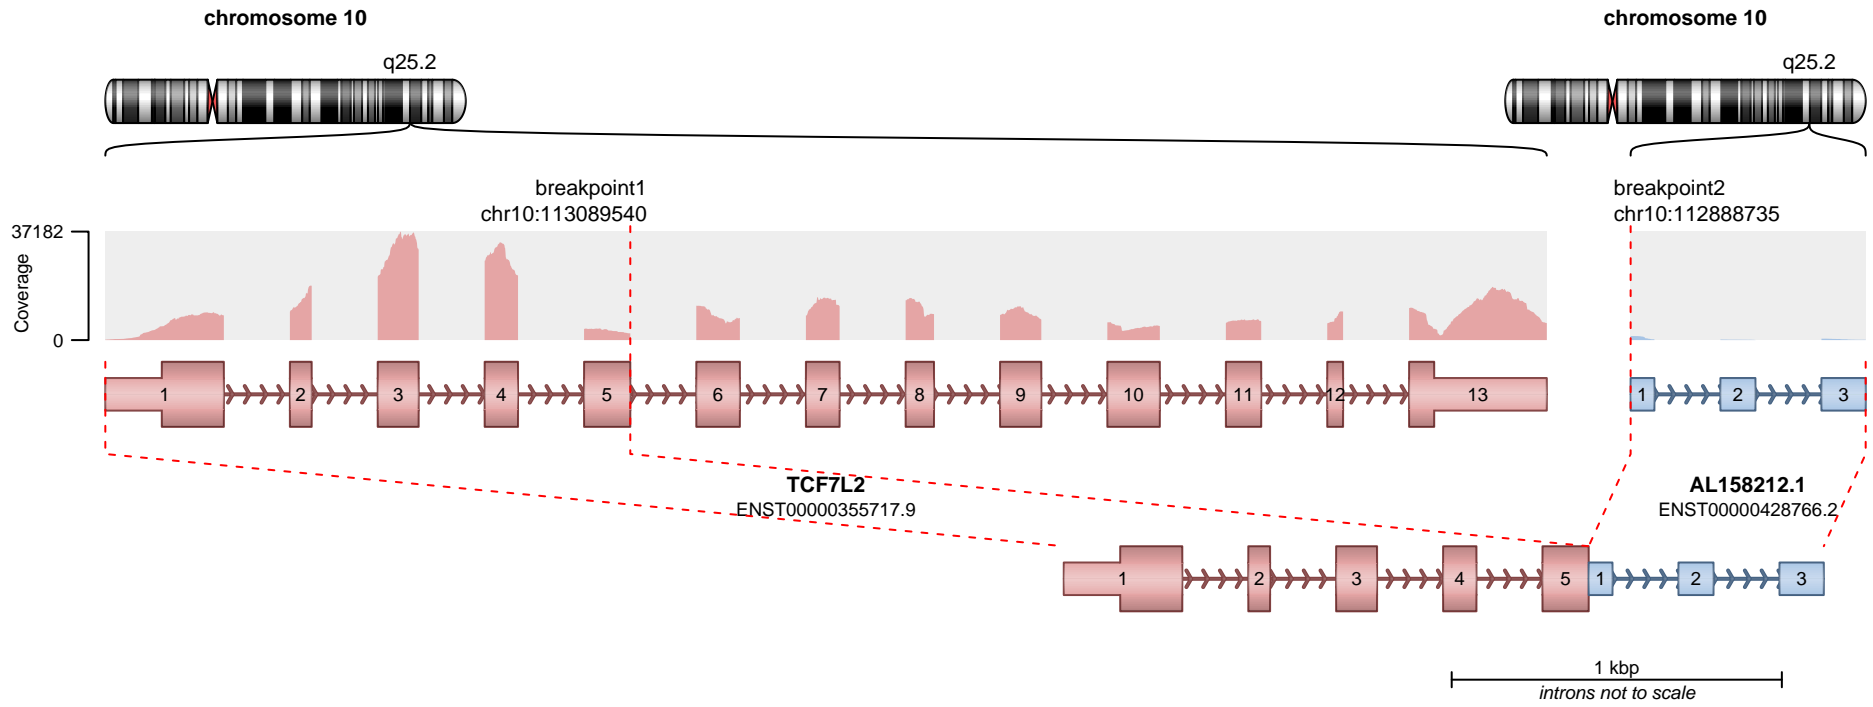 chromosome 10
chromosome 10
q25.2
q25.2
breakpoint1
chr10:113089540
breakpoint2
chr10:112888735
37182
Coverage
0
1 2 3 4 5 6 7 8 9 10 11 12 13
1 2 3
TCF7L2
ENST00000355717.9
AL158212.1
ENST00000428766.2
1 2 3 4 5 1 2 3
1 kbp
introns not to scale